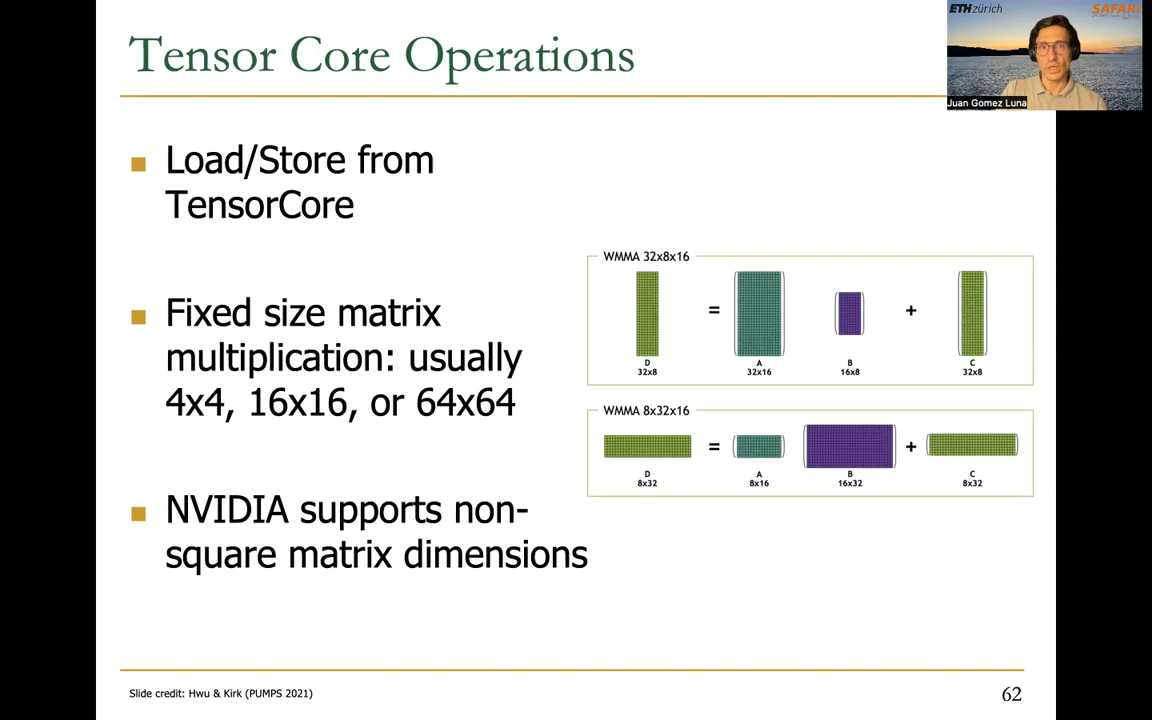 Tensor Core Operations
ETH zürich
SAFARI
Juan Gomez Luna
Load/Store from
TensorCore
Fixed size matrix
multiplication: usually
4x4, 16x16, or 64x64
NVIDIA supports non-
square matrix dimensions
WMMA 32x8x16
= +
D A B C
32x8 32x16 16x8 32x8
WMMA 8x32x16
= +
D A B C
8x32 8x16 16x32 8x32
Slide credit: Hwu & Kirk (PUMPS 2021)
62